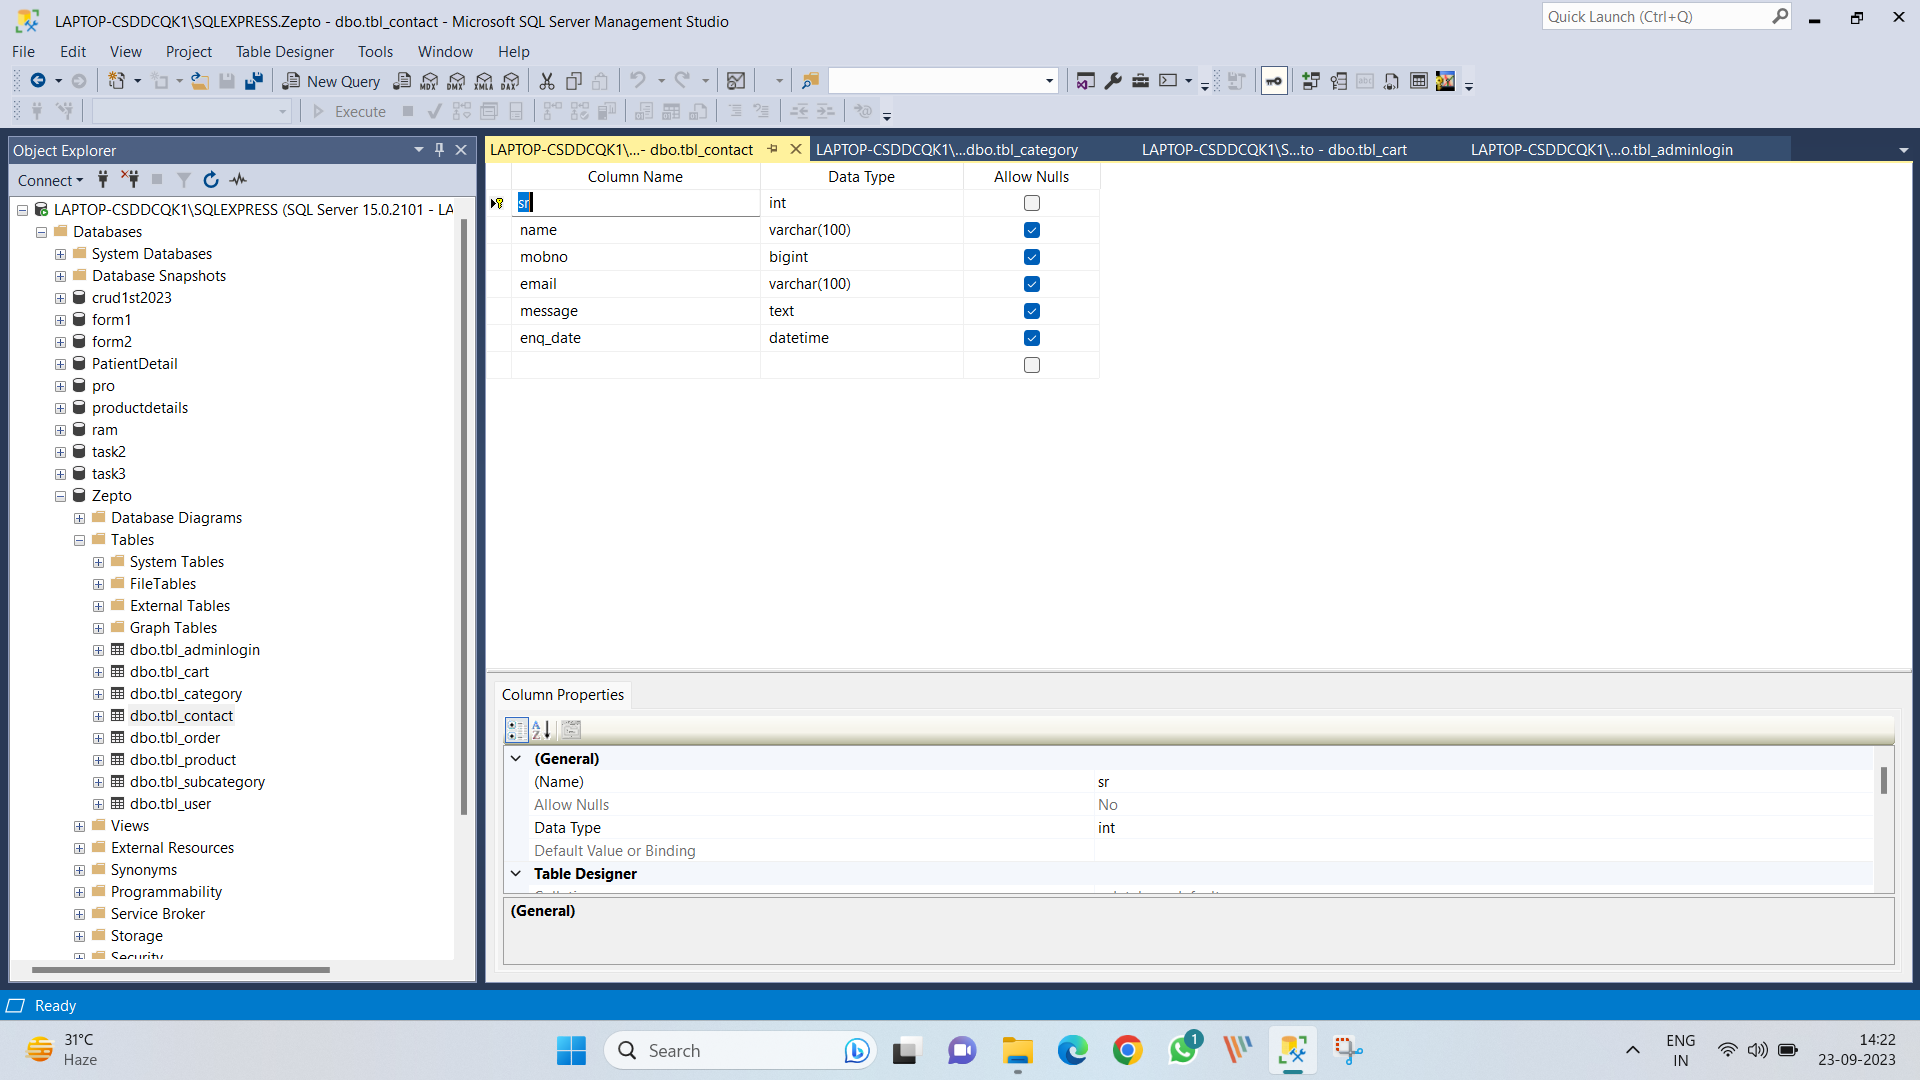 LAPTOP-CSDDCQK1\SQLEXPRESS.Zepto - dbo.tbl_contact - Microsoft SQL Server Management Studio
Quick Launch (Ctrl+Q)
File Edit View Project Table Designer Tools Window Help
New Query MDX DMX XMLA DAX
Execute
Object Explorer
Connect
LAPTOP-CSDDCQK1\SQLEXPRESS (SQL Server 15.0.2101 - LA
Databases
System Databases
Database Snapshots
crud1st2023
form1
form2
PatientDetail
pro
productdetails
ram
task2
task3
Zepto
Database Diagrams
Tables
System Tables
FileTables
External Tables
Graph Tables
dbo.tbl_adminlogin
dbo.tbl_cart
dbo.tbl_category
dbo.tbl_contact
dbo.tbl_order
dbo.tbl_product
dbo.tbl_subcategory
dbo.tbl_user
Views
External Resources
Synonyms
Programmability
Service Broker
Storage
Security
LAPTOP-CSDDCQK1\...- dbo.tbl_contact LAPTOP-CSDDCQK1\...dbo.tbl_category LAPTOP-CSDDCQK1\S...to - dbo.tbl_cart LAPTOP-CSDDCQK1\...o.tbl_adminlogin
Column Name Data Type Allow Nulls
sr int
name varchar(100)
mobno bigint
email varchar(100)
message text
enq_date datetime
Column Properties
(General)
(Name) sr
Allow Nulls No
Data Type int
Default Value or Binding
Table Designer
(General)
Ready
31°C
Haze
Search
1
ENG
IN
14:22
23-09-2023